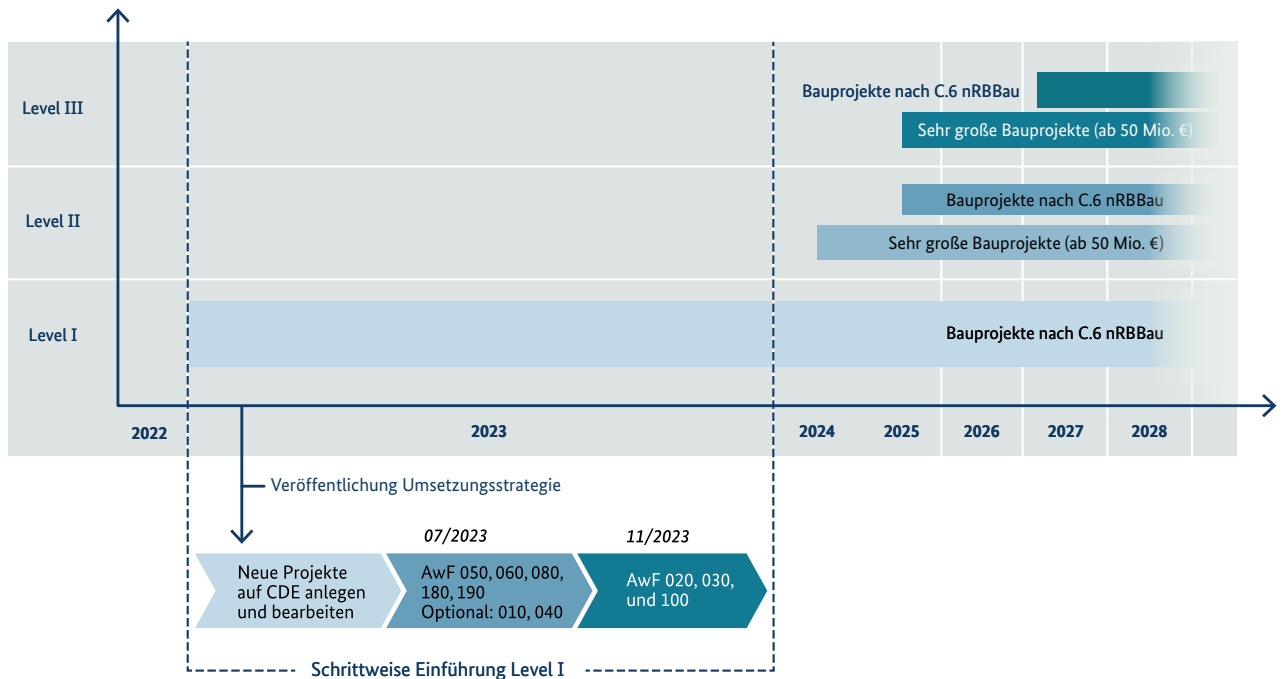 Level III
Bauprojekte nach C.6 nRBBau
Sehr große Bauprojekte (ab 50 Mio. €)
Level II
Bauprojekte nach C.6 nRBBau
Sehr große Bauprojekte (ab 50 Mio. €)
Level I
Bauprojekte nach C.6 nRBBau
2022 2023 2024 2025 2026 2027 2028
Veröffentlichung Umsetzungsstrategie
07/2023
11/2023
Neue Projekte
auf CDE anlegen
und bearbeiten
AwF 050, 060, 080,
180, 190
Optional: 010, 040
AwF 020, 030,
und 100
Schrittweise Einführung Level I